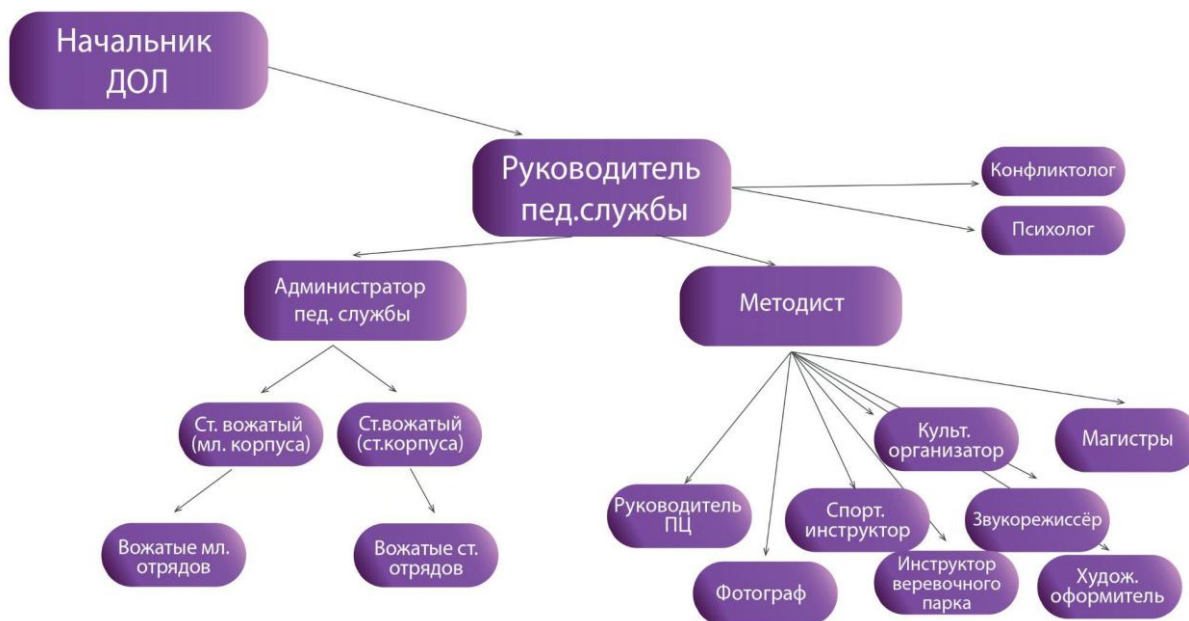 Начальник
ДОЛ
Руководитель
пед.службы
Конфликтолог
Психолог
Администратор
пед. службы
Методист
Ст. вожатый
(мл. корпуса)
Ст.вожатый
(ст.корпуса)
Культ.
организатор
Магистры
Руководитель
ПЦ
Спорт.
инструктор
Звукорежиссёр
Вожатые мл.
отрядов
Вожатые ст.
отрядов
Фотограф
Инструктор
веревочного
парка
Худож.
оформитель